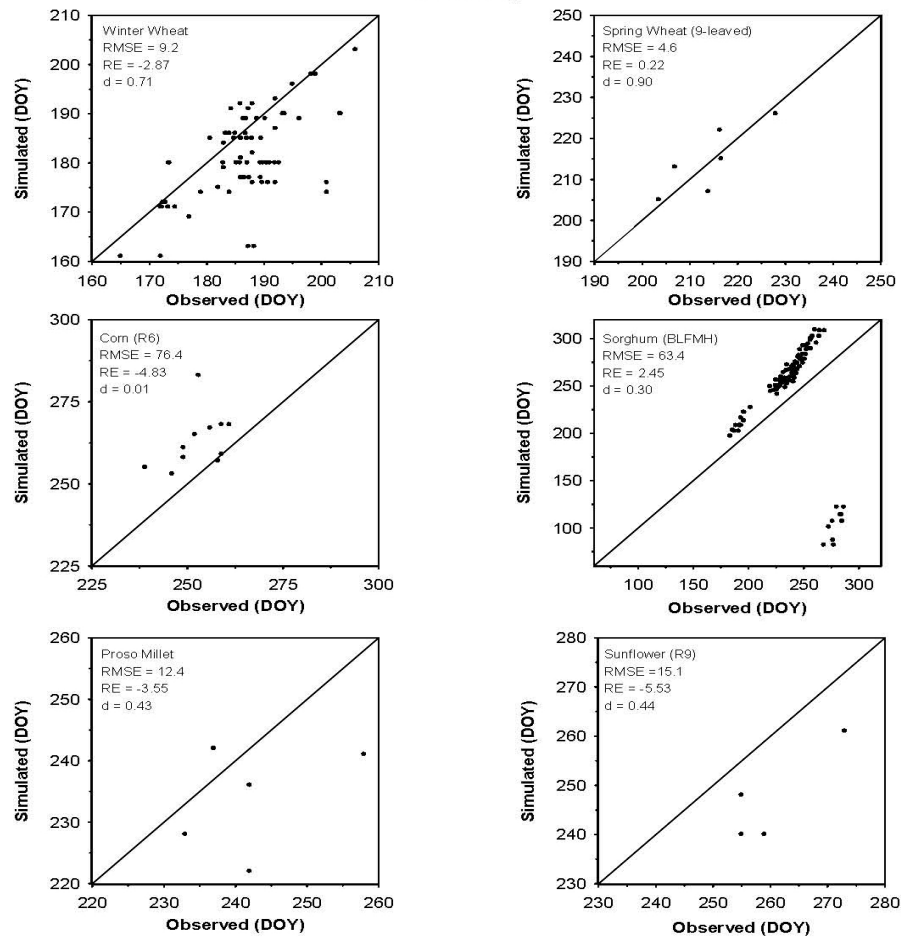 Winter Wheat
RMSE = 9.2
RE = -2.87
d = 0.71
210
200
190
180
170
160
160 170 180 190 200 210
Simulated (DOY)
Observed (DOY)
Spring Wheat (9-leaved)
RMSE = 4.6
RE = 0.22
d = 0.90
250
240
230
220
210
200
190
190 200 210 220 230 240 250
Simulated (DOY)
Observed (DOY)
Corn (R6)
RMSE = 76.4
RE = -4.83
d = 0.01
300
275
250
225
225 250 275 300
Simulated (DOY)
Observed (DOY)
Sorghum (BLFMH)
RMSE = 63.4
RE = 2.45
d = 0.30
300
250
200
150
100
100 150 200 250 300
Simulated (DOY)
Observed (DOY)
Proso Millet
RMSE = 12.4
RE = -3.55
d = 0.43
260
250
240
230
220
220 230 240 250 260
Simulated (DOY)
Observed (DOY)
Sunflower (R9)
RMSE =15.1
RE = -5.53
d = 0.44
280
270
260
250
240
230
230 240 250 260 270 280
Simulated (DOY)
Observed (DOY)